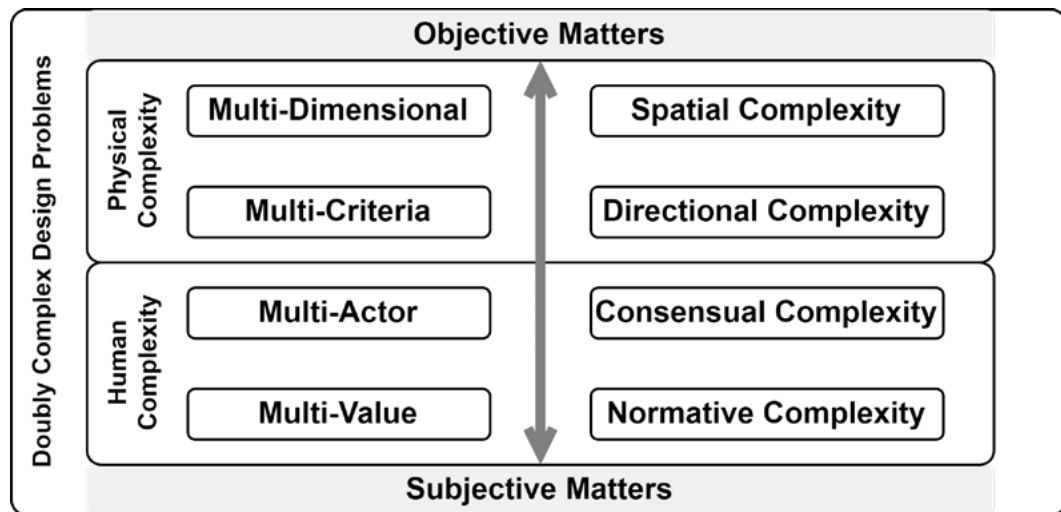 Objective Matters
Doubly Complex Design Problems
Physical
Complexity
Multi-Dimensional
Spatial Complexity
Multi-Criteria
Directional Complexity
Human
Complexity
Multi-Actor
Consensual Complexity
Multi-Value
Normative Complexity
Subjective Matters